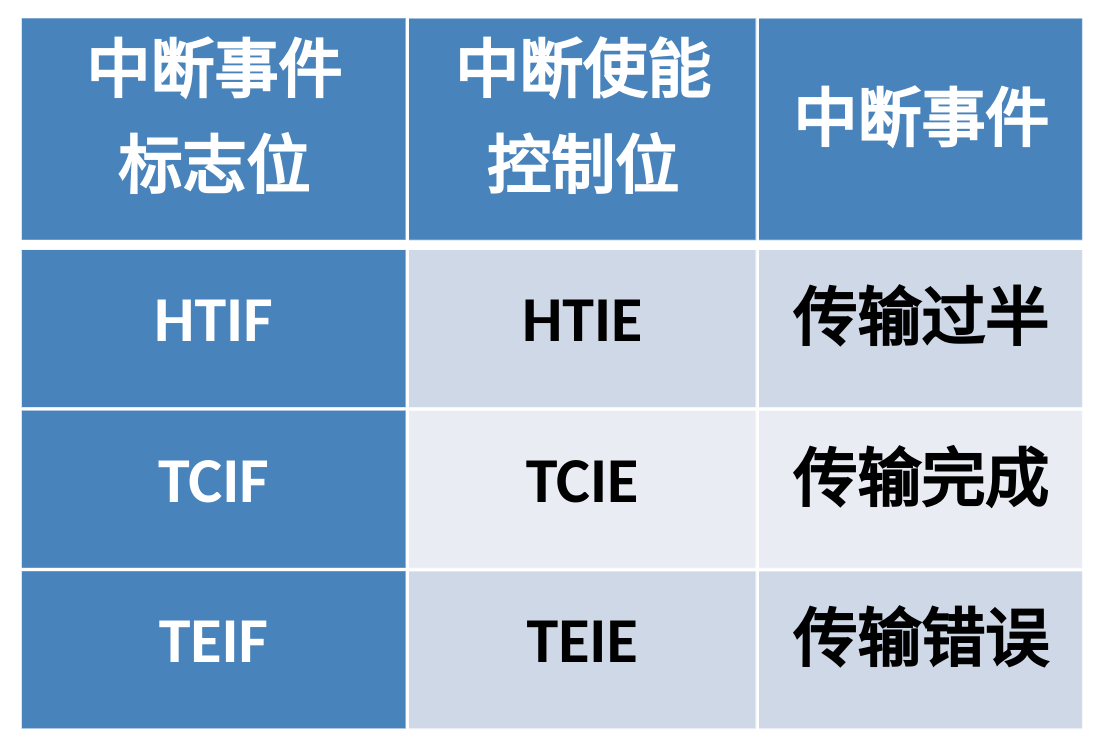 中断事件
标志位
中断使能
控制位
中断事件
HTIF
HTIE
传输过半
TCIF
TCIE
传输完成
TEIF
TEIE
传输错误